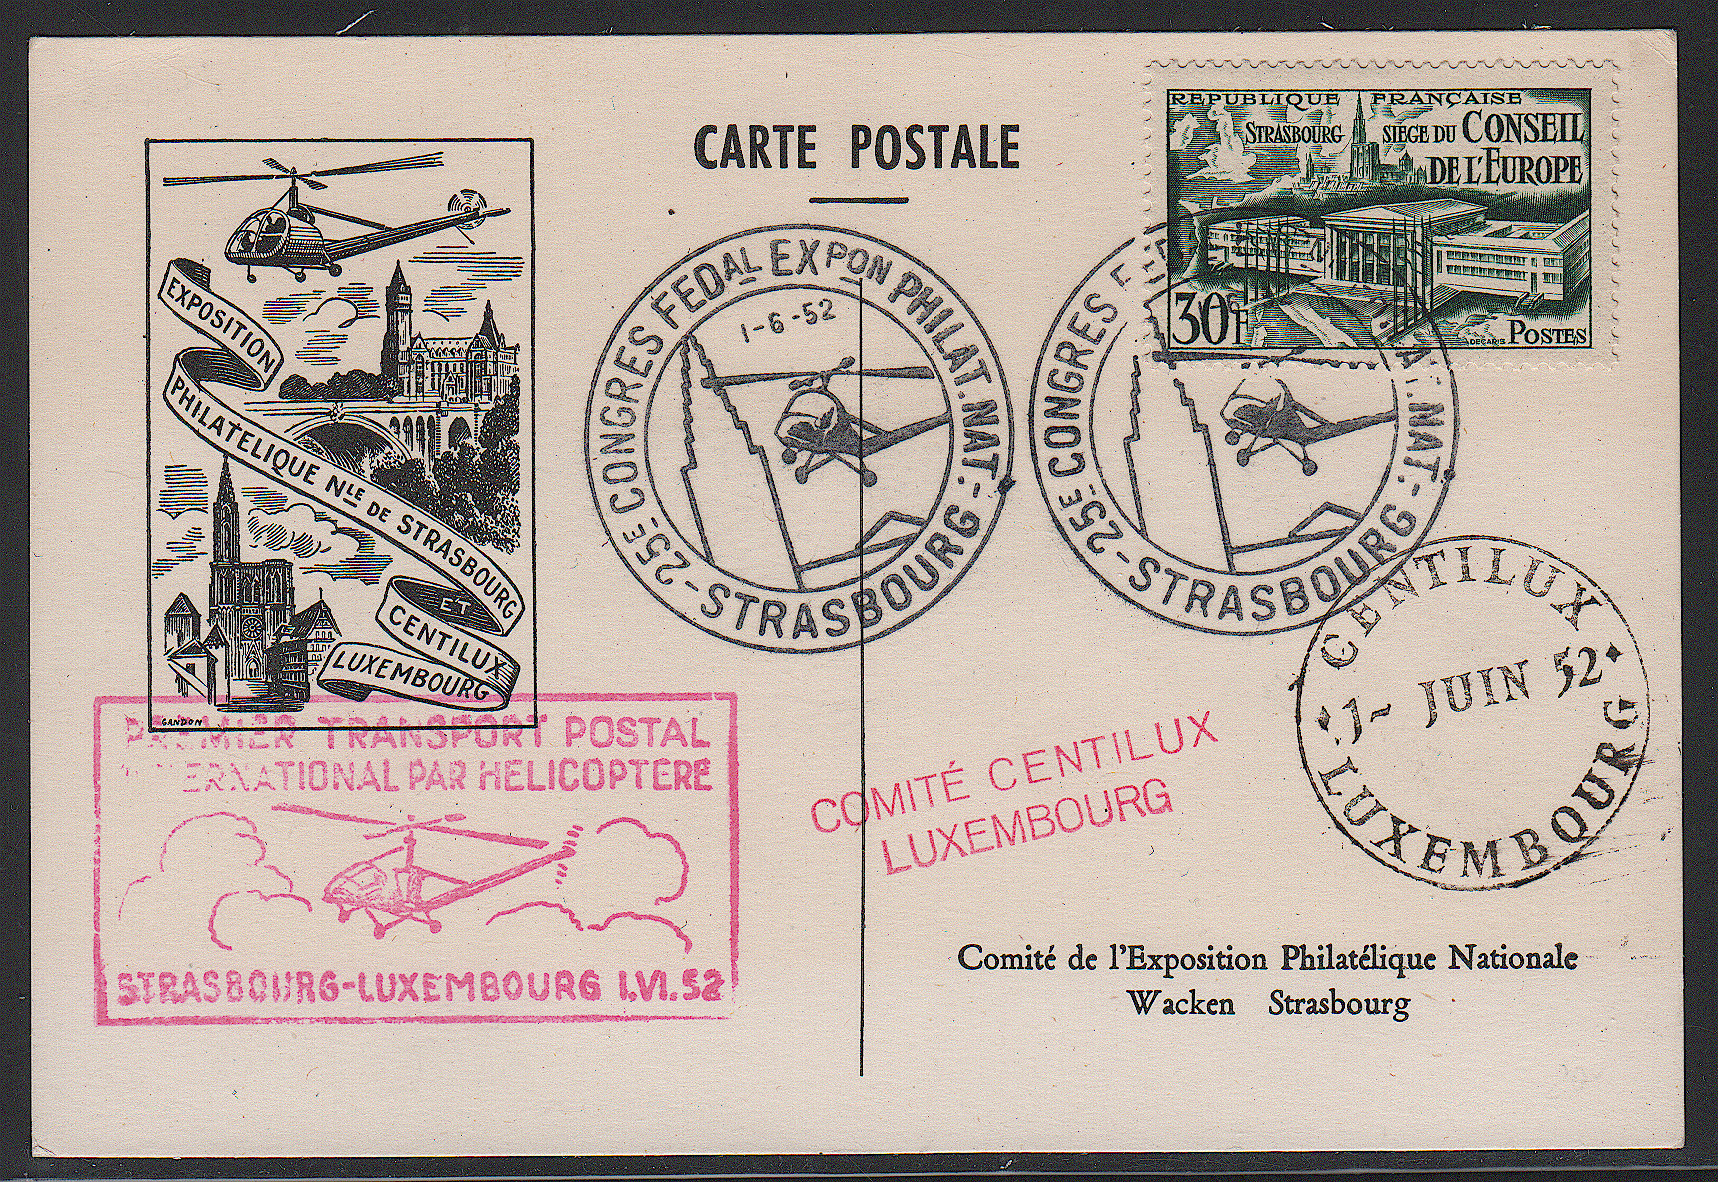 CARTE POSTALE
REPUBLIQUE FRANÇAISE
STRASBOURG SIEGE DU CONSEIL
DE L'EUROPE
30F
DECARIS POSTES
EXPOSITION
PHILATELIQUE NLE DE STRASBOURG
ET
CENTILUX
LUXEMBOURG
GANDON
25E CONGRES FEDAL EXPON PHILAT. NAT. - STRASBOURG -
1-6-52
25E CONGRES NAT. - STRASBOURG -
CENTILUX
1- JUIN 52
LUXEMBOURG
PREMIER TRANSPORT POSTAL
INTERNATIONAL PAR HELICOPTERE
STRASBOURG-LUXEMBOURG I.VI.52
COMITÉ CENTILUX
LUXEMBOURG
Comité de l'Exposition Philatélique Nationale
Wacken Strasbourg